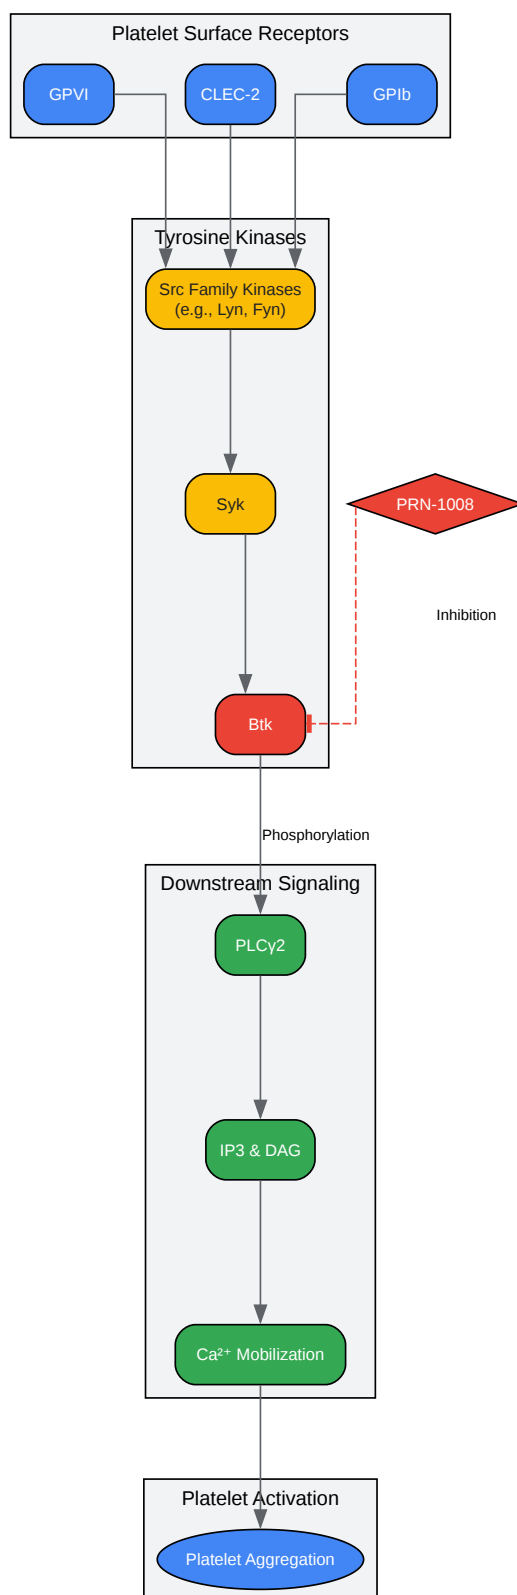 Platelet Surface Receptors
GPVI
CLEC-2
GPIb
Tyrosine Kinases
Src Family Kinases
(e.g., Lyn, Fyn)
Syk
PRN-1008
Inhibition
Btk
Phosphorylation
Downstream Signaling
PLCγ2
IP3 & DAG
Ca²⁺ Mobilization
Platelet Activation
Platelet Aggregation